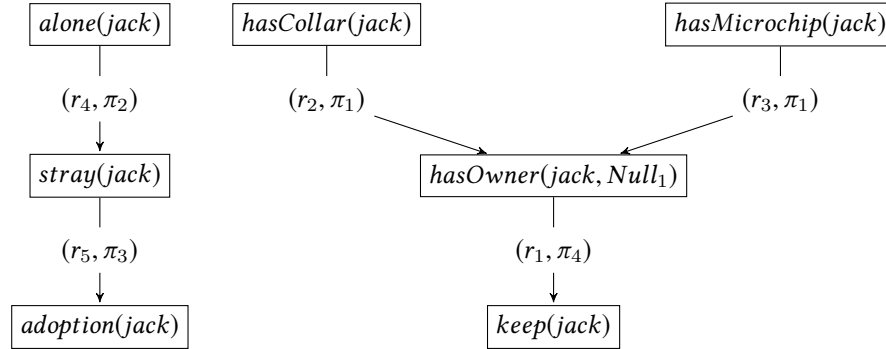 alone(jack) hasCollar(jack) hasMicrochip(jack)
(r₄, π₂) (r₂, π₁) (r₃, π₁)
stray(jack) hasOwner(jack, Null₁)
(r₅, π₃) (r₁, π₄)
adoption(jack) keep(jack)